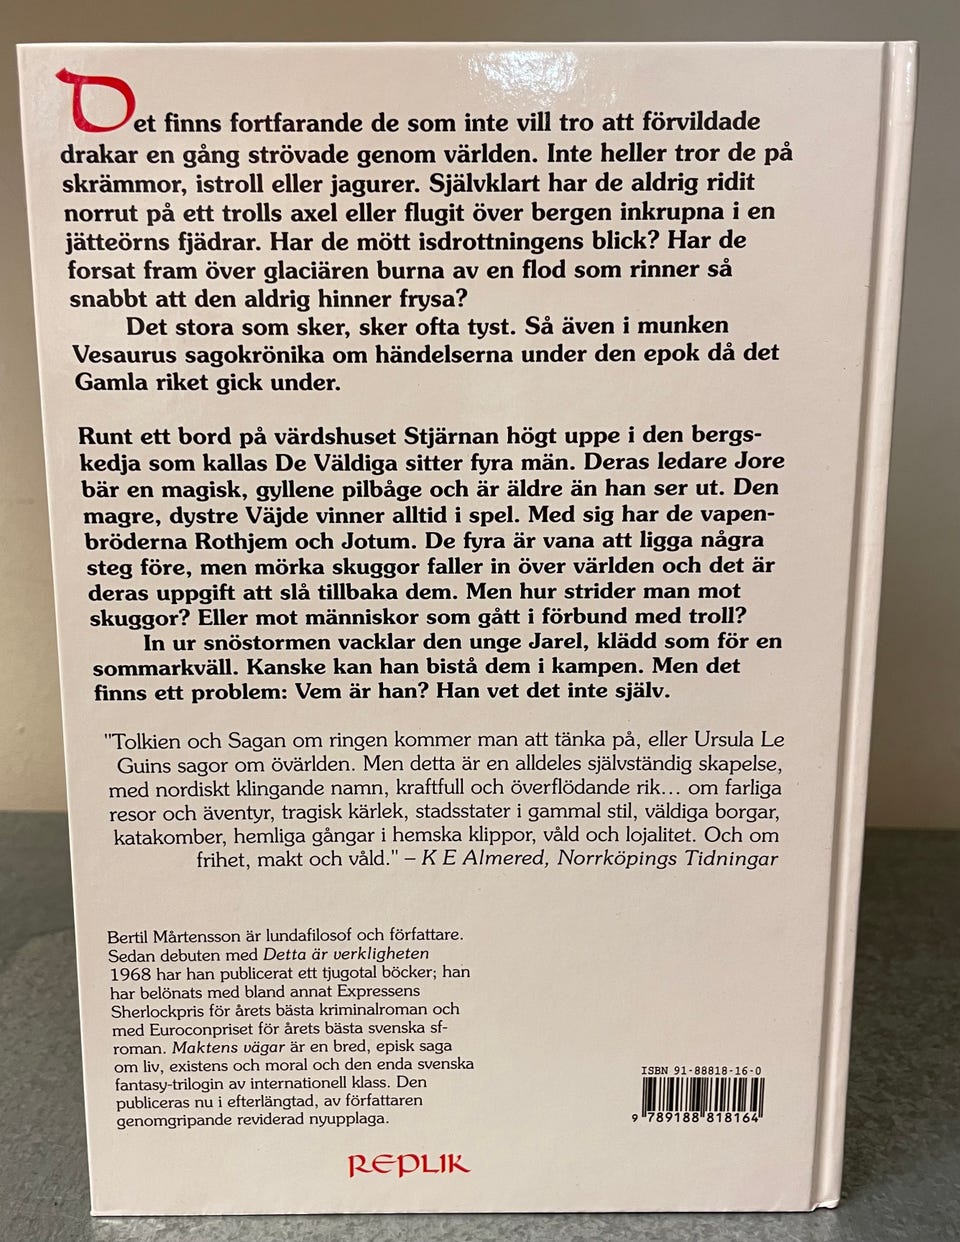 Det finns fortfarande de som inte vill tro att förvildade
drakar en gång strövade genom världen. Inte heller tror de på
skrämmor, istroll eller jagurer. Självklart har de aldrig ridit
norrut på ett trolls axel eller flugit över bergen inkrupna i en
jätteörns fjädrar. Har de mött isdrottningens blick? Har de
forsat fram över glaciären burna av en flod som rinner så
snabbt att den aldrig hinner frysa?
Det stora som sker, sker ofta tyst. Så även i munken
Vesaurus sagokrönika om händelserna under den epok då det
Gamla riket gick under.
Runt ett bord på värdshuset Stjärnan högt uppe i den bergs-
kedja som kallas De Väldiga sitter fyra män. Deras ledare Jore
bär en magisk, gyllene pilbåge och är äldre än han ser ut. Den
magre, dystre Väjde vinner alltid i spel. Med sig har de vapen-
bröderna Rothjem och Jotum. De fyra är vana att ligga några
steg före, men mörka skuggor faller in över världen och det är
deras uppgift att slå tillbaka dem. Men hur strider man mot
skuggor? Eller mot människor som gått i förbund med troll?
In ur snöstormen vacklar den unge Jarel, klädd som för en
sommarkväll. Kanske kan han bistå dem i kampen. Men det
finns ett problem: Vem är han? Han vet det inte själv.
"Tolkien och Sagan om ringen kommer man att tänka på, eller Ursula Le
Guins sagor om övärlden. Men detta är en alldeles självständig skapelse,
med nordiskt klingande namn, kraftfull och överflödande rik... om farliga
resor och äventyr, tragisk kärlek, stadsstater i gammal stil, väldiga borgar,
katakomber, hemliga gångar i hemska klippor, våld och lojalitet. Och om
frihet, makt och våld." – K E Almered, Norrköpings Tidningar
Bertil Mårtensson är lundafilosof och författare.
Sedan debuten med Detta är verkligheten
1968 har han publicerat ett tjugotal böcker; han
har belönats med bland annat Expressens
Sherlockpris för årets bästa kriminalroman och
med Euroconpriset för årets bästa svenska sf-
roman. Maktens vägar är en bred, episk saga
om liv, existens och moral och den enda svenska
fantasy-trilogin av internationell klass. Den
publiceras nu i efterlängtad, av författaren
genomgripande reviderad nyupplaga.
ISBN 91-88818-16-0
9 789188 818164
REPLIK